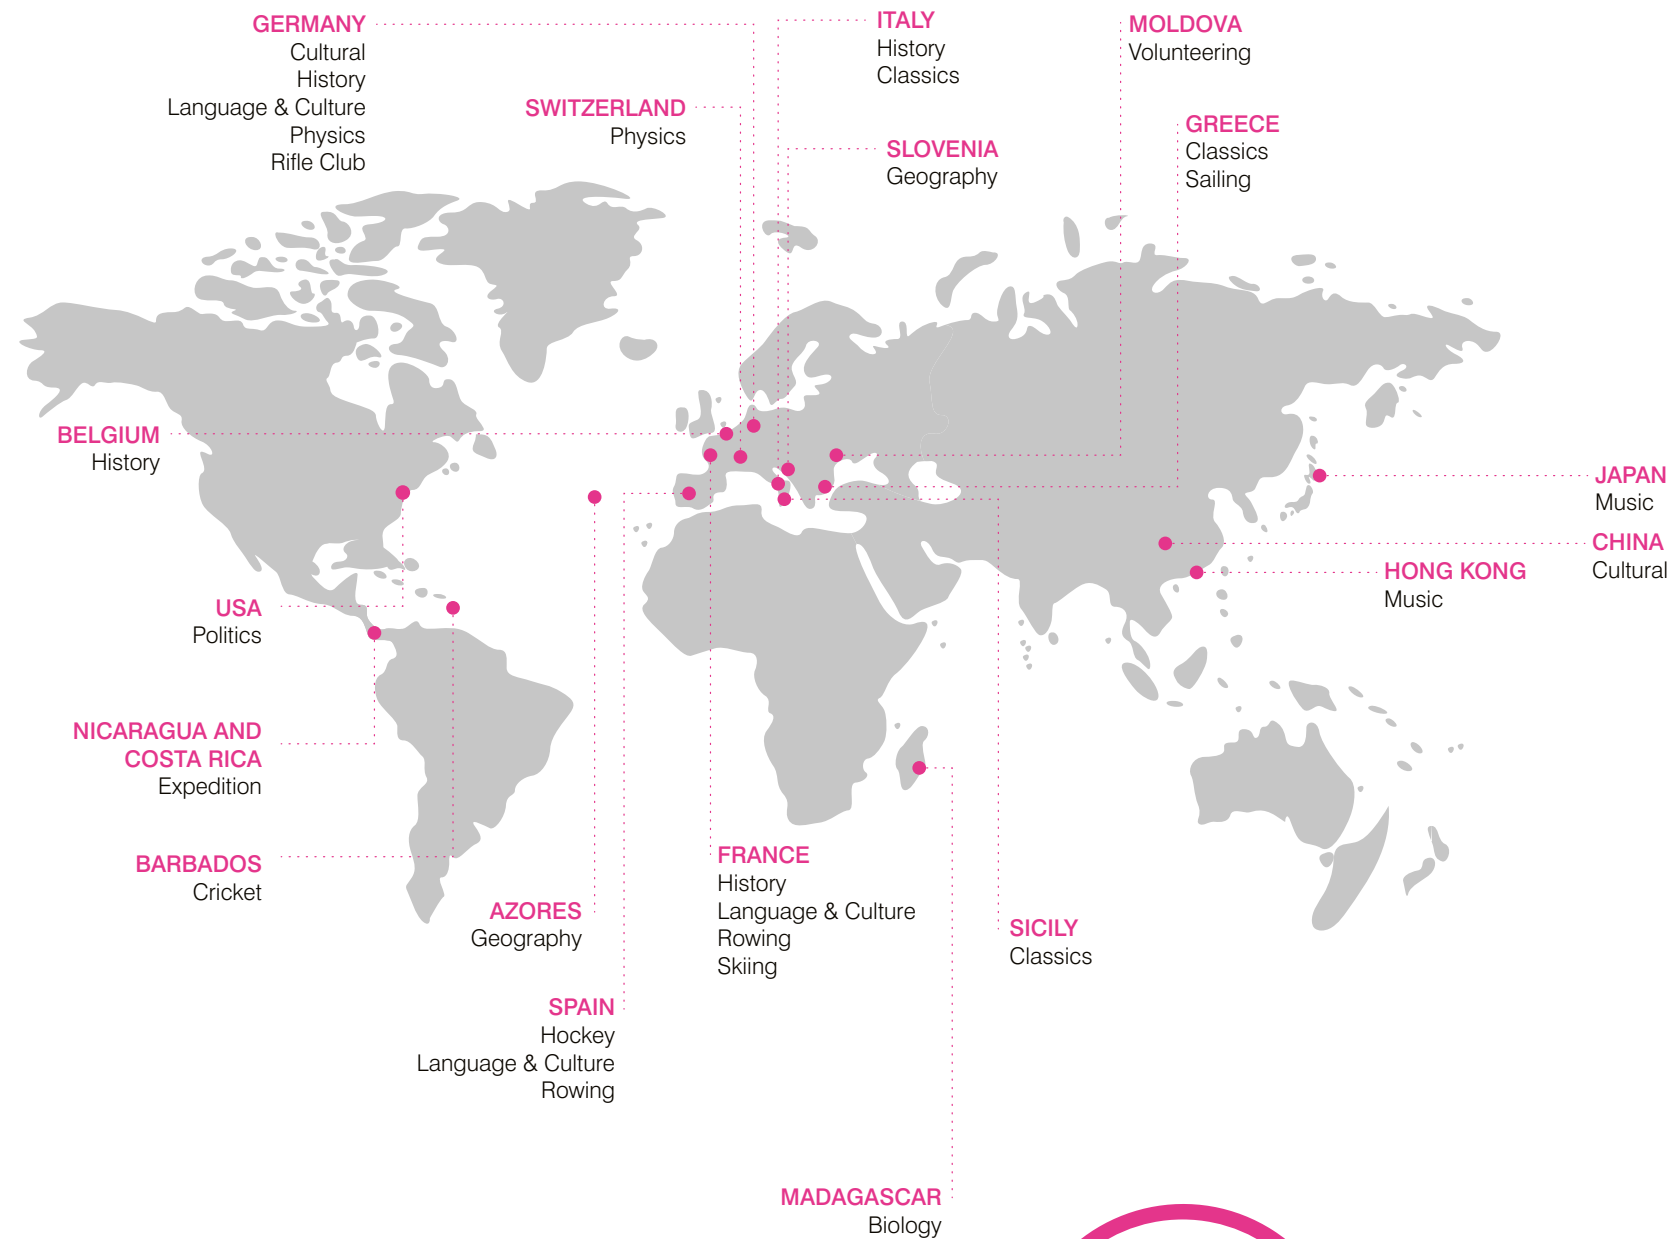 GERMANY
Cultural
History
Language & Culture
Physics
Rifle Club
SWITZERLAND
Physics
ITALY
History
Classics
SLOVENIA
Geography
MOLDOVA
Volunteering
GREECE
Classics
Sailing
BELGIUM
History
JAPAN
Music
CHINA
Cultural
HONG KONG
Music
USA
Politics
NICARAGUA AND
COSTA RICA
Expedition
BARBADOS
Cricket
AZORES
Geography
FRANCE
History
Language & Culture
Rowing
Skiing
SICILY
Classics
SPAIN
Hockey
Language & Culture
Rowing
MADAGASCAR
Biology